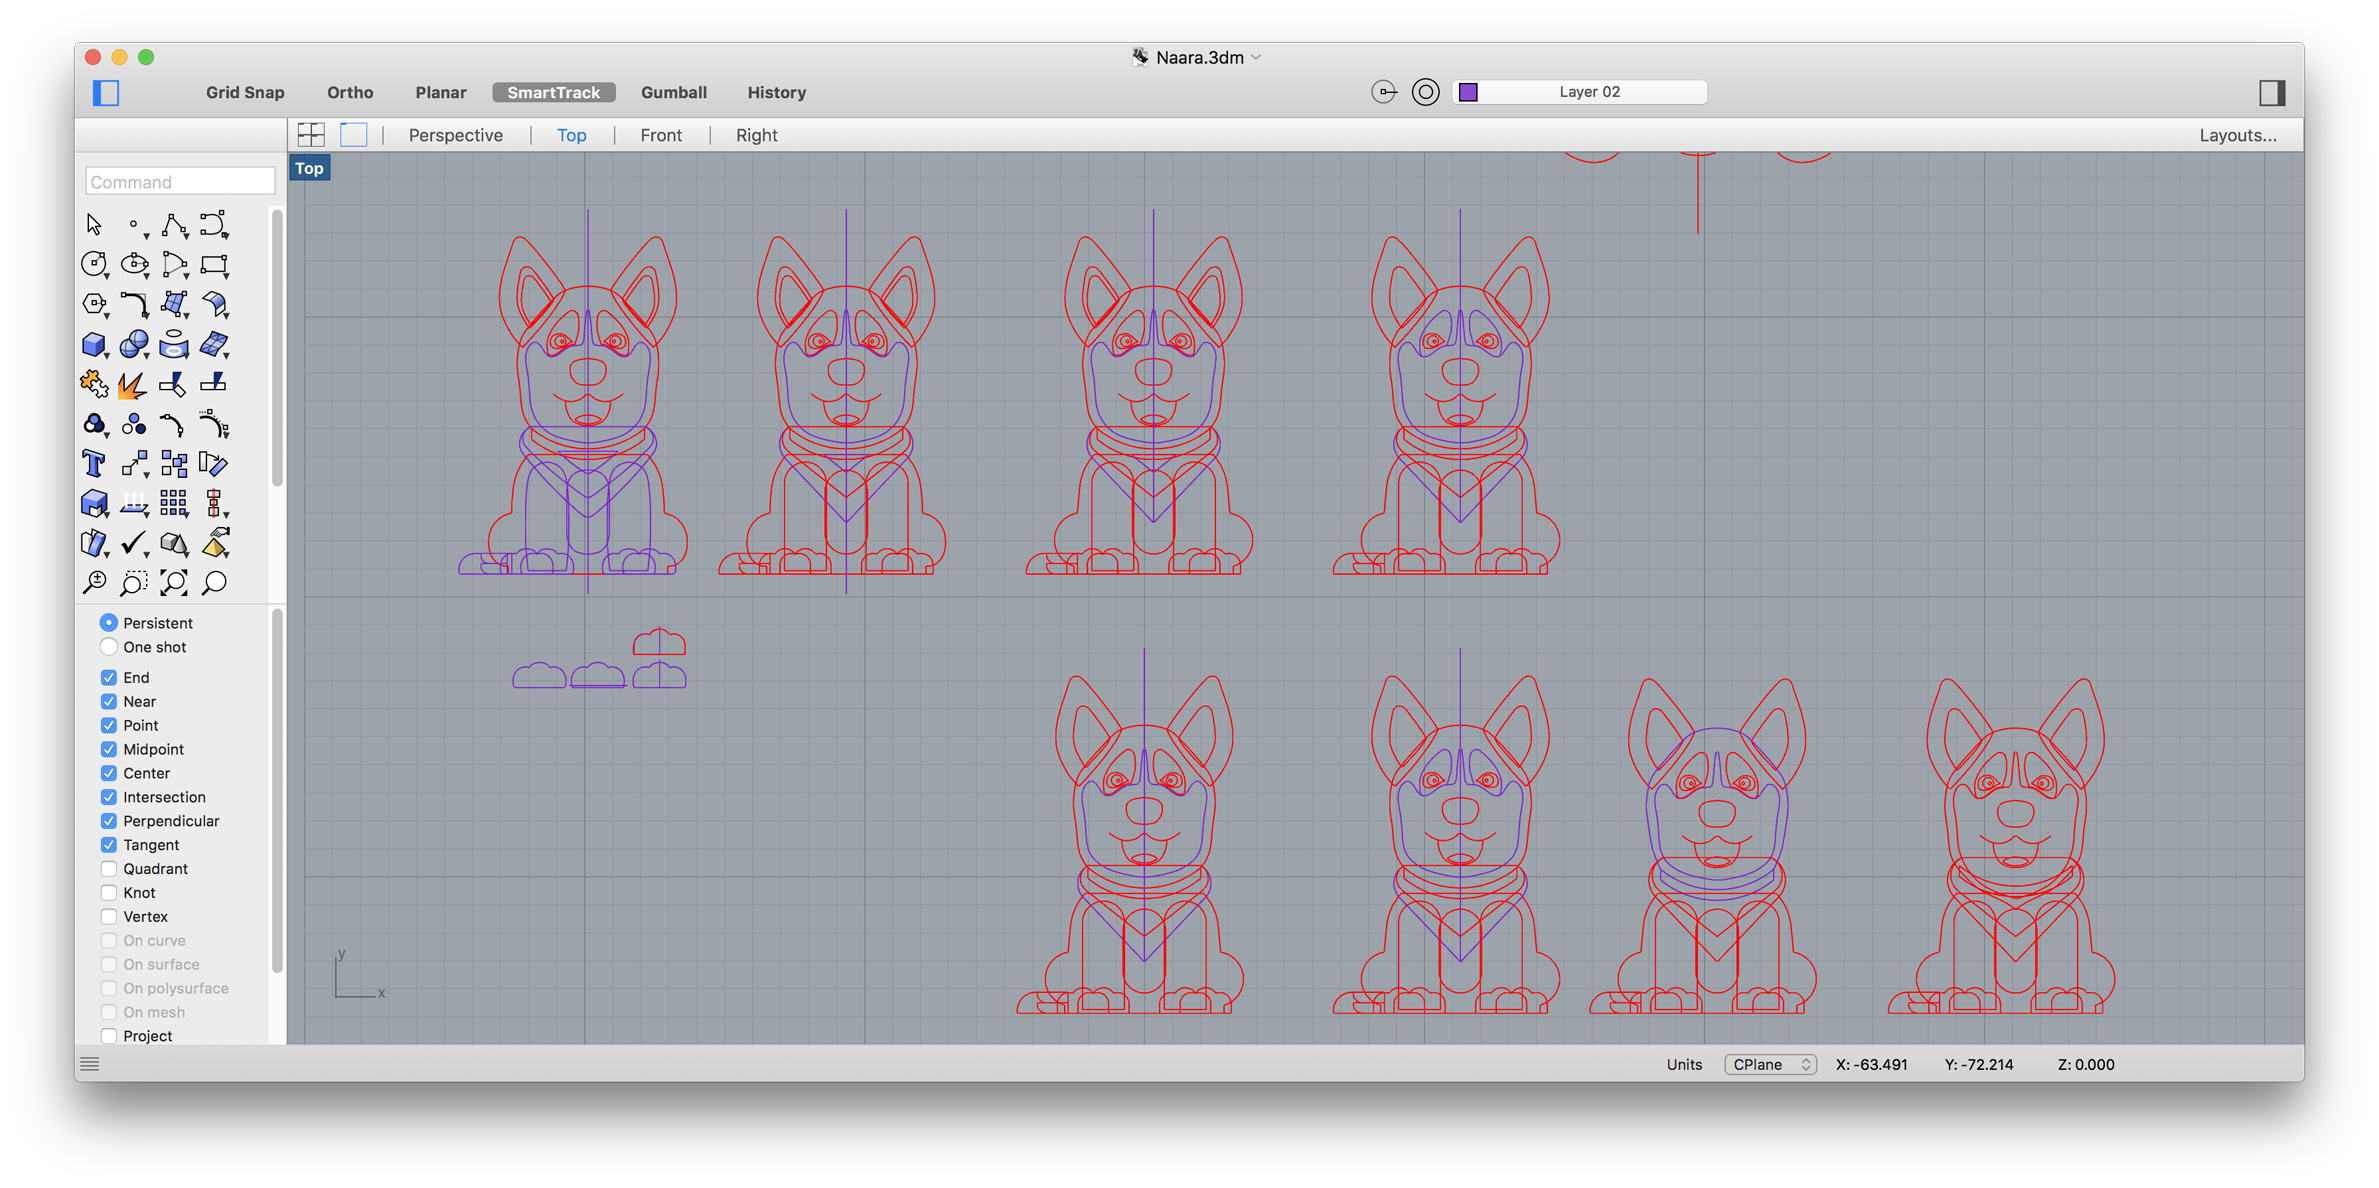 Naara.3dm
Grid Snap Ortho Planar SmartTrack Gumball History Layer 02
Perspective Top Front Right Layouts...
Top
Command
Persistent
One shot
End
Near
Point
Midpoint
Center
Intersection
Perpendicular
Tangent
Quadrant
Knot
Vertex
On curve
On surface
On polysurface
On mesh
Project
y
x
Units CPlane X: -63.491 Y: -72.214 Z: 0.000